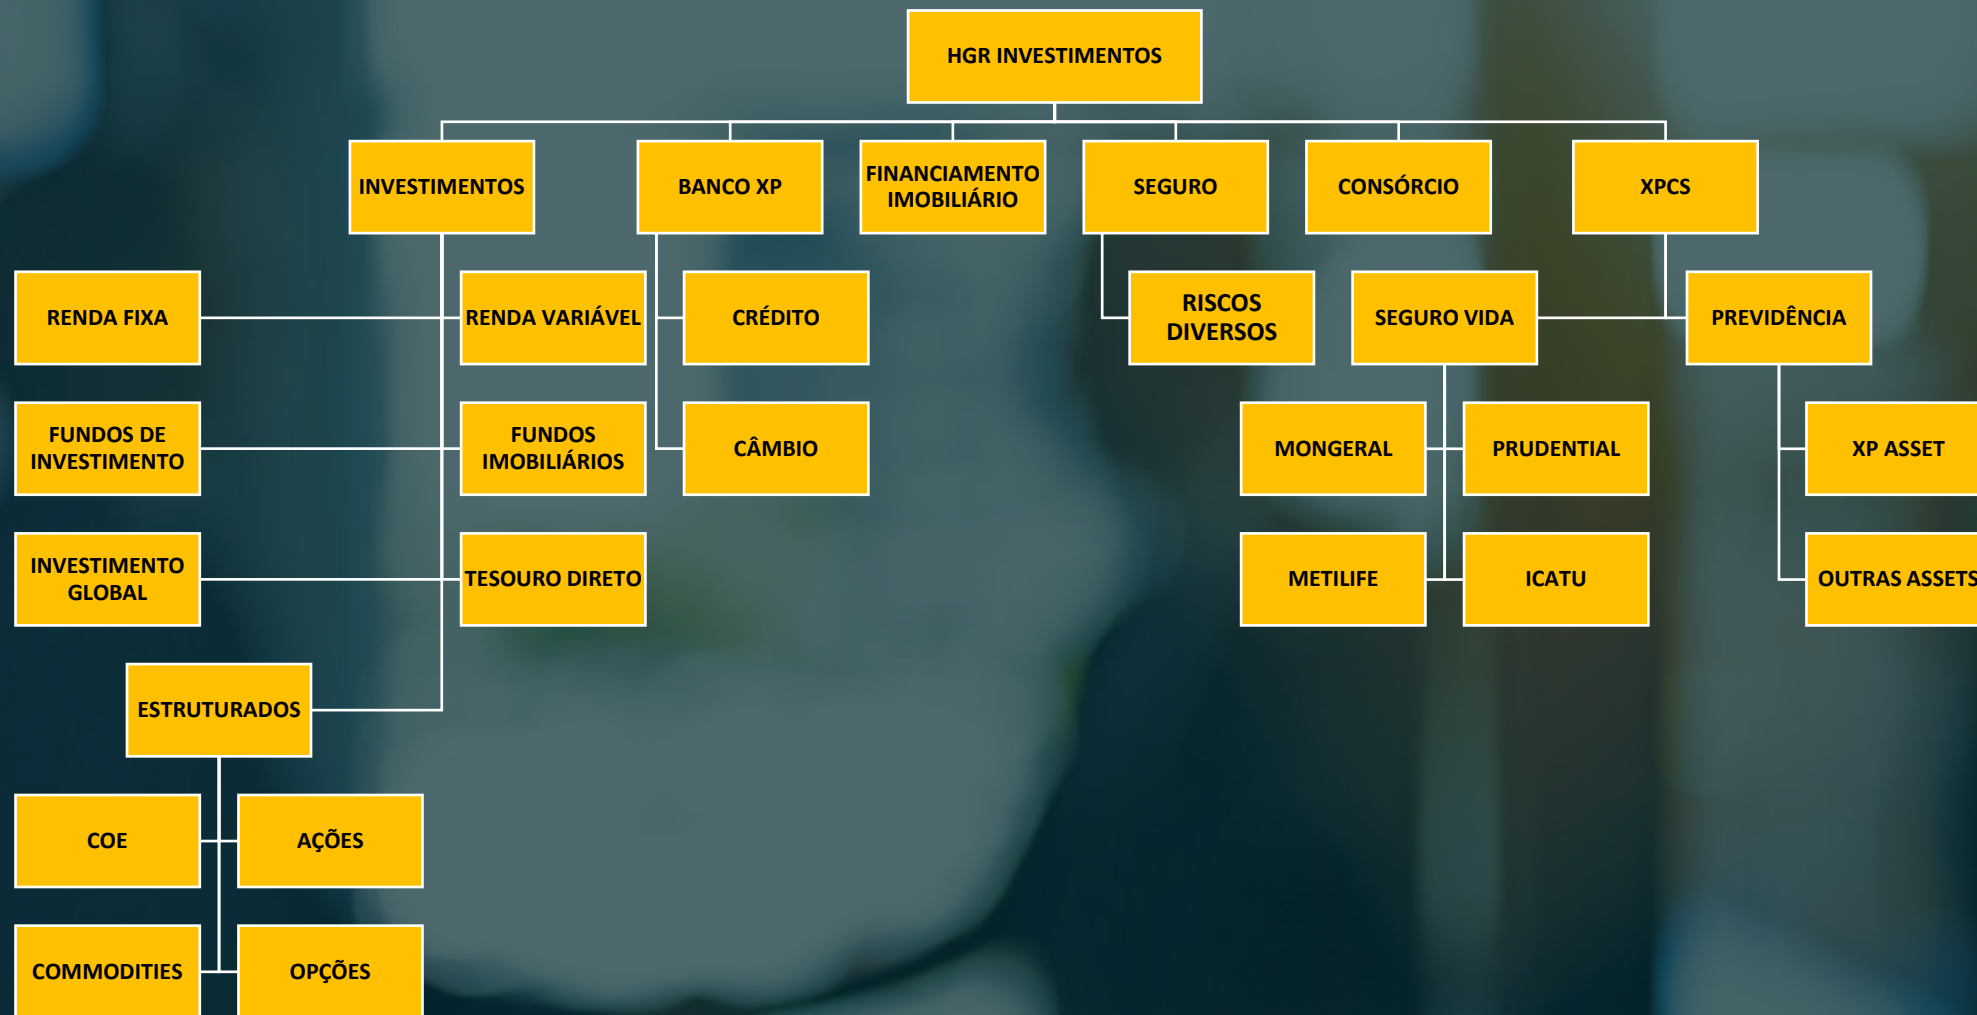 HGR INVESTIMENTOS
INVESTIMENTOS
BANCO XP
FINANCIAMENTO
IMOBILIÁRIO
SEGURO
CONSÓRCIO
XPCS
RENDA FIXA
RENDA VARIÁVEL
CRÉDITO
RISCOS
DIVERSOS
SEGURO VIDA
PREVIDÊNCIA
FUNDOS DE
INVESTIMENTO
FUNDOS
IMOBILIÁRIOS
CÂMBIO
MONGERAL
PRUDENTIAL
XP ASSET
INVESTIMENTO
GLOBAL
TESOURO DIRETO
METILIFE
ICATU
OUTRAS ASSETS
ESTRUTURADOS
COE
AÇÕES
COMMODITIES
OPÇÕES